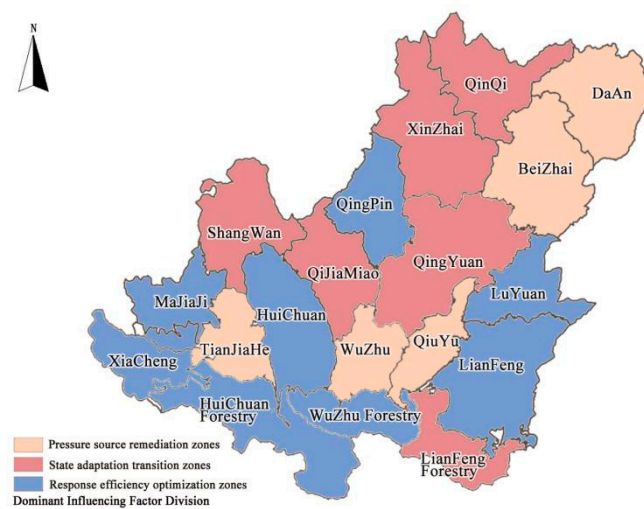 N
QinQi
DaAn
XinZhai
BeiZhai
QingPin
ShangWan
QiJiaMiao
QingYuan
MaJiaJi
HuiChuan
LuYuan
XiaCheng
TianJiaHe
WuZhu
QiuYu
LianFeng
HuiChuan
Forestry
WuZhu Forestry
LianFeng
Forestry
Pressure source remediation zones
State adaptation transition zones
Response efficiency optimization zones
Dominant Influencing Factor Division